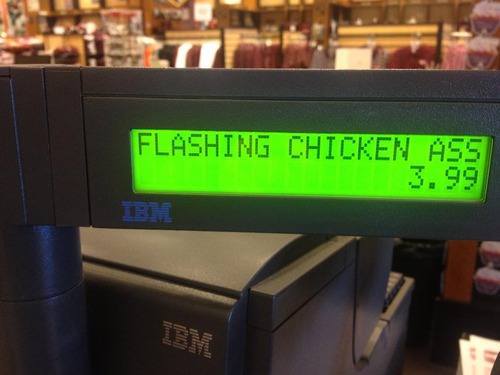 FLASHING CHICKEN ASS
3.99
IBM
IBM